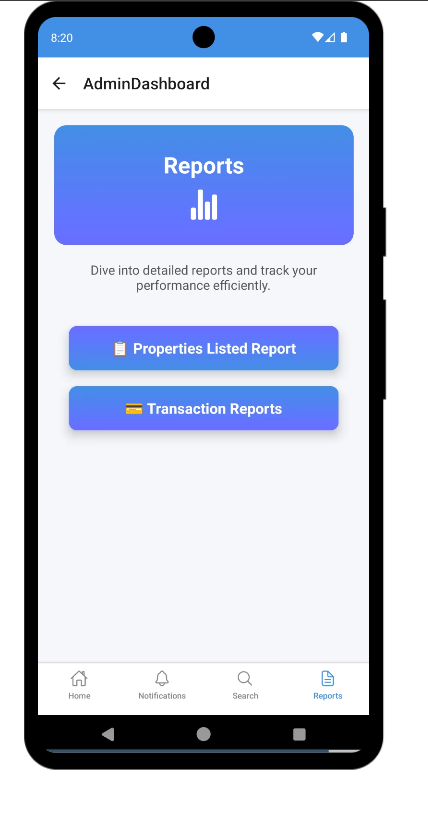 8:20
AdminDashboard
Reports
Dive into detailed reports and track your
performance efficiently.
📋 Properties Listed Report
💳 Transaction Reports
Home Notifications Search Reports